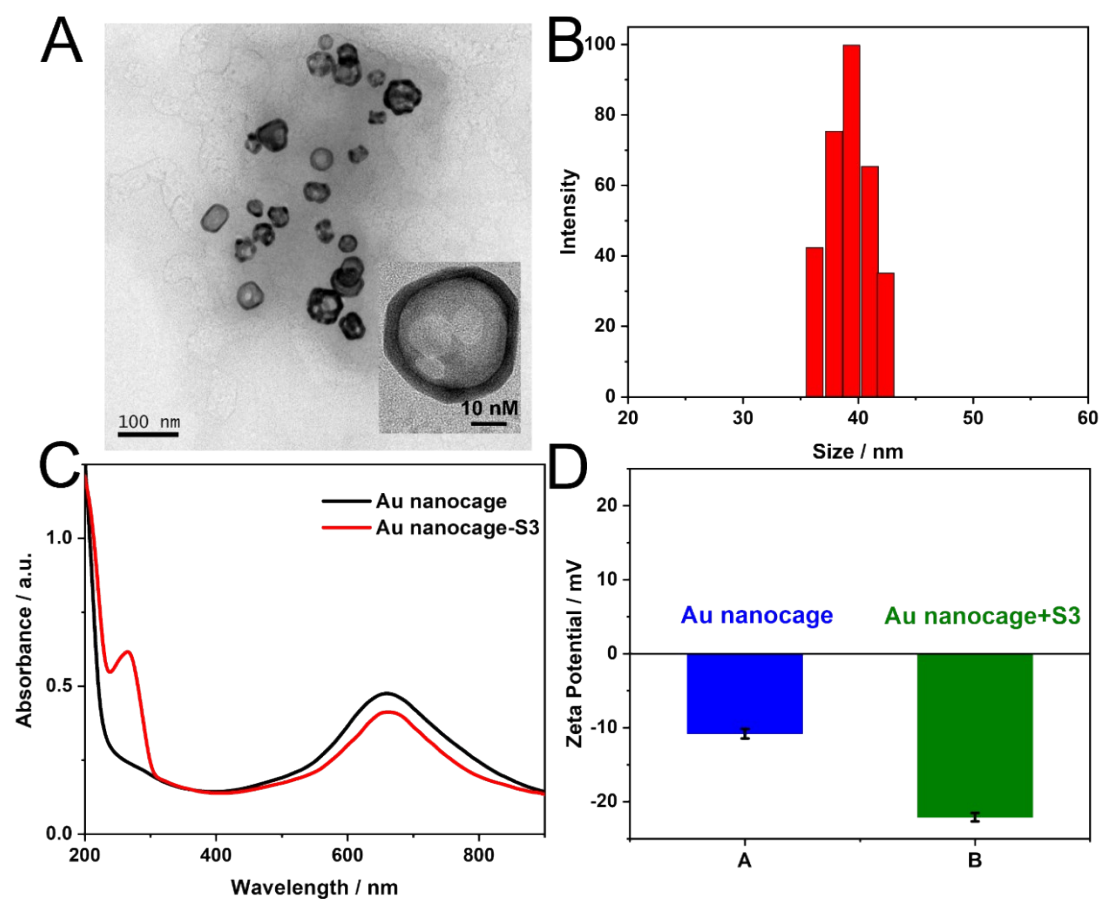 A
100 nm
10 nM
B
Intensity
100
80
60
40
20
0
20
30
40
50
60
Size / nm
C
Absorbance / a.u.
1.0
0.5
0.0
Au nanocage
Au nanocage-S3
200
400
600
800
Wavelength / nm
D
Zeta Potential / mV
20
10
0
-10
-20
Au nanocage
Au nanocage+S3
A
B